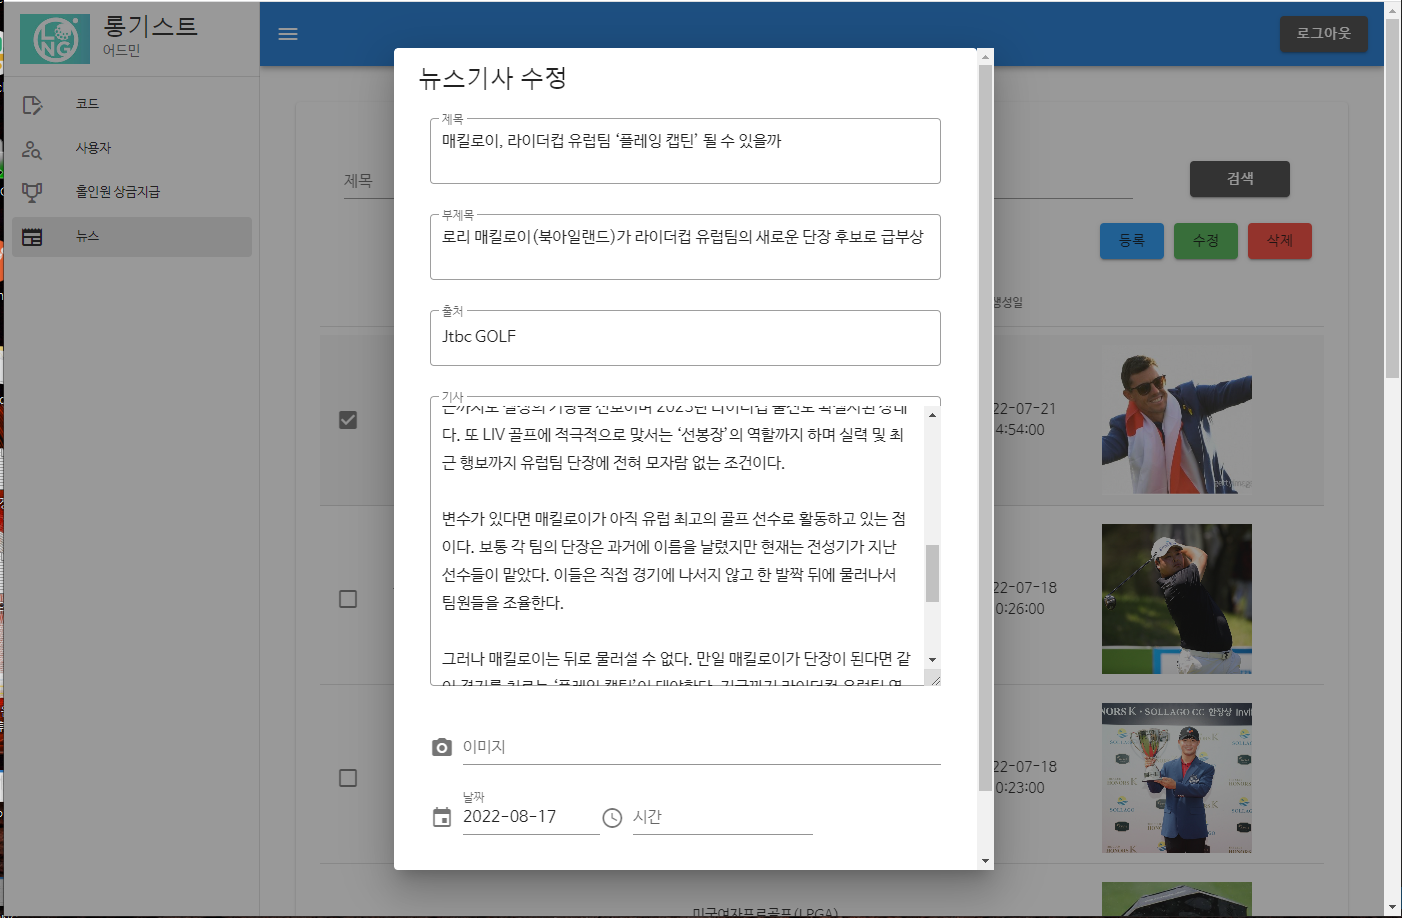 LONG
롱기스트
어드민
로그아웃
코드
사용자
홀인원 상금지급
뉴스
제목
검색
등록
수정
삭제
생성일
뉴스기사 수정
제목
매킬로이, 라이더컵 유럽팀 ‘플레잉 캡틴’ 될 수 있을까
부제목
로리 매킬로이(북아일랜드)가 라이더컵 유럽팀의 새로운 단장 후보로 급부상
출처
Jtbc GOLF
기사
다. 또 LIV 골프에 적극적으로 맞서는 ‘선봉장’의 역할까지 하며 실력 및 최
근 행보까지 유럽팀 단장에 전혀 모자람 없는 조건이다.
변수가 있다면 매킬로이가 아직 유럽 최고의 골프 선수로 활동하고 있는 점
이다. 보통 각 팀의 단장은 과거에 이름을 날렸지만 현재는 전성기가 지난
선수들이 맡았다. 이들은 직접 경기에 나서지 않고 한 발짝 뒤에 물러나서
팀원들을 조율한다.
그러나 매킬로이는 뒤로 물러설 수 없다. 만일 매킬로이가 단장이 된다면 같
이미지
날짜
2022-08-17
시간
22-07-21
4:54:00
22-07-18
0:26:00
22-07-18
0:23:00
NORS K · SOLLAGO CC 한장상 Invi
미국여자프로골프(LPGA)